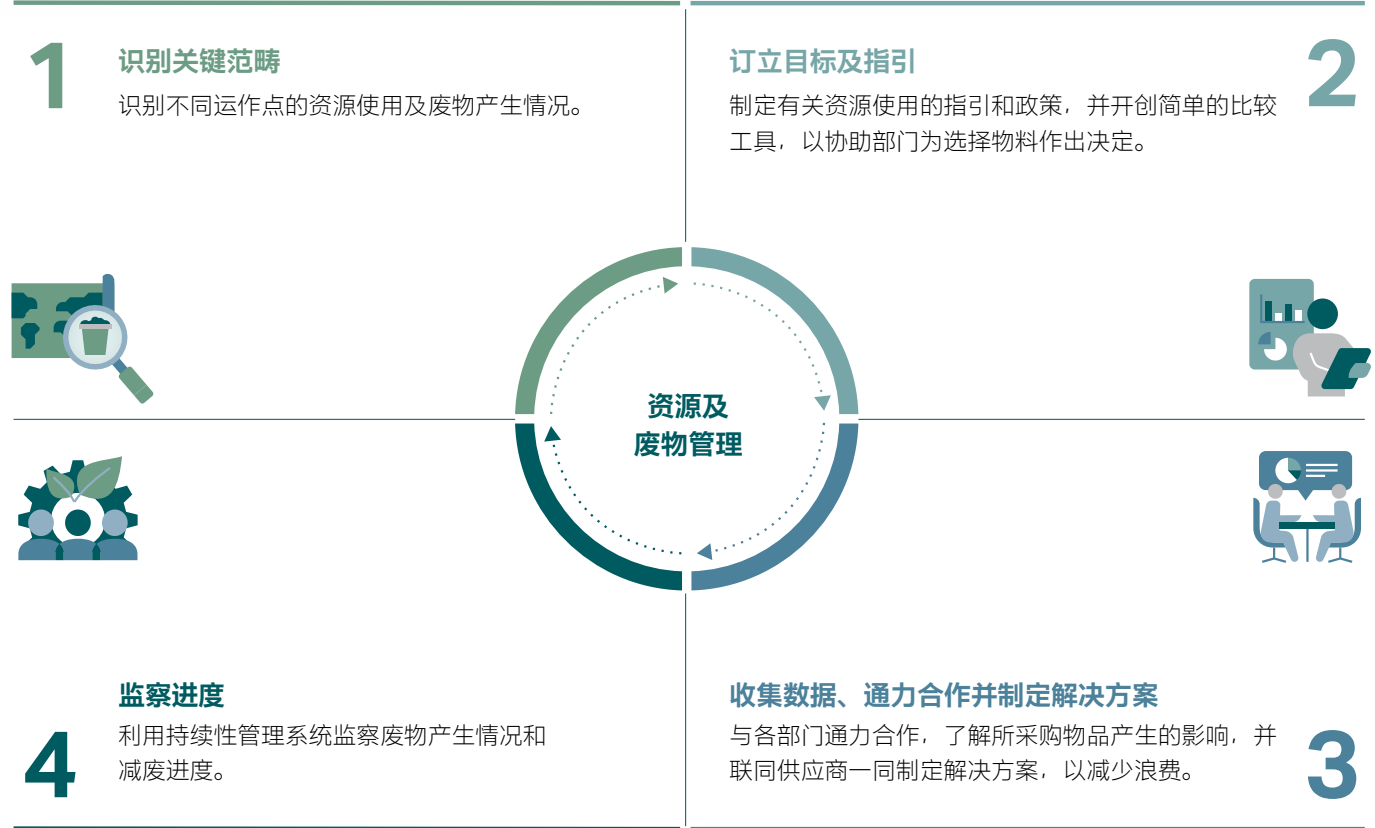 1
识别关键范畴
识别不同运作点的资源使用及废物产生情况。
2
订立目标及指引
制定有关资源使用的指引和政策，并开创简单的比较
工具，以协助部门为选择物料作出决定。
资源及
废物管理
3
收集数据、通力合作并制定解决方案
与各部门通力合作，了解所采购物品产生的影响，并
联同供应商一同制定解决方案，以减少浪费。
4
监察进度
利用持续性管理系统监察废物产生情况和
减废进度。